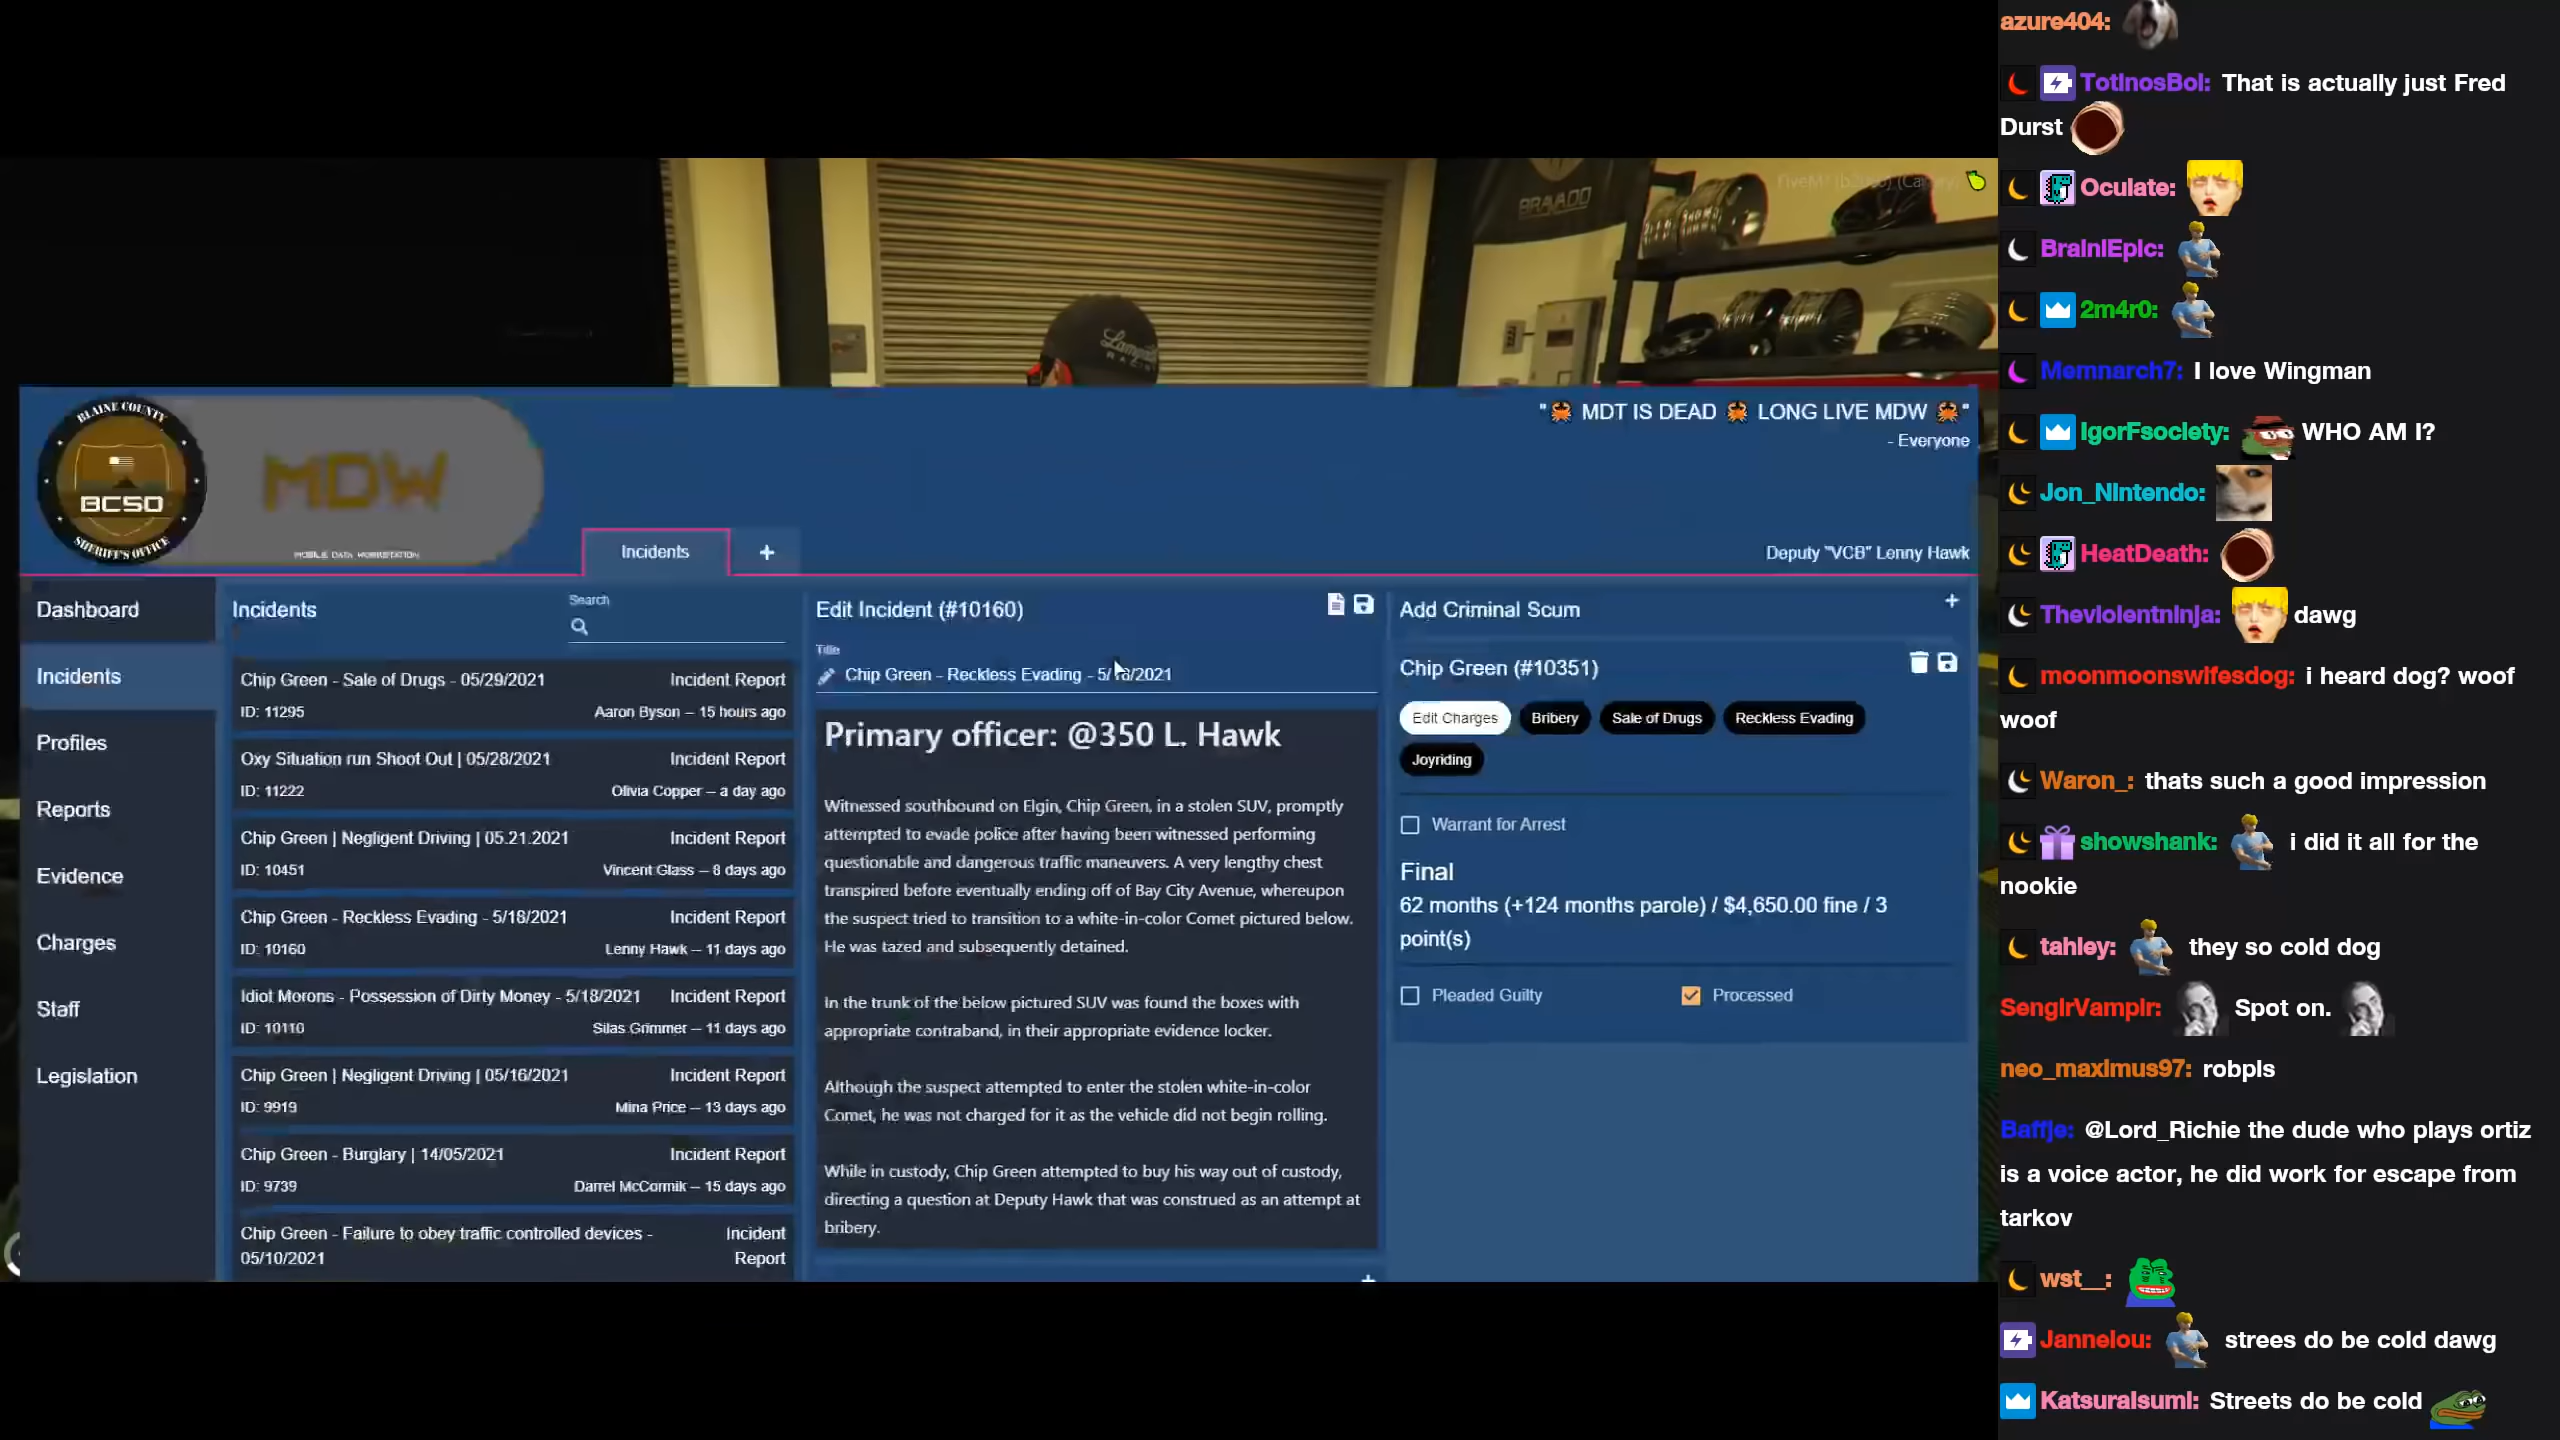 BRAVADO
" MDT IS DEAD LONG LIVE MDW "
- Everyone
BLAINE COUNTY
BCSO
SHERIFF'S OFFICE
MDW
MOBILE DATA WORKSTATION
Incidents
+
Deputy "VCB" Lenny Hawk
Dashboard
Incidents
Profiles
Reports
Evidence
Charges
Staff
Legislation
Incidents
Search
Chip Green - Sale of Drugs - 05/29/2021 Incident Report
ID: 11295 Aaron Byson – 15 hours ago
Oxy Situation run Shoot Out | 05/28/2021 Incident Report
ID: 11222 Olivia Copper – a day ago
Chip Green | Negligent Driving | 05.21.2021 Incident Report
ID: 10451 Vincent Glass – 8 days ago
Chip Green - Reckless Evading - 5/18/2021 Incident Report
ID: 10160 Lenny Hawk – 11 days ago
Idiot Morons - Possession of Dirty Money - 5/18/2021 Incident Report
ID: 10110 Silas Grimmer – 11 days ago
Chip Green | Negligent Driving | 05/16/2021 Incident Report
ID: 9919 Mina Price – 13 days ago
Chip Green - Burglary | 14/05/2021 Incident Report
ID: 9739 Darrel McCormik – 15 days ago
Chip Green - Failure to obey traffic controlled devices - Incident
05/10/2021 Report
Edit Incident (#10160)
Title
Chip Green - Reckless Evading - 5/18/2021
Primary officer: @350 L. Hawk
Witnessed southbound on Elgin, Chip Green, in a stolen SUV, promptly
attempted to evade police after having been witnessed performing
questionable and dangerous traffic maneuvers. A very lengthy chest
transpired before eventually ending off of Bay City Avenue, whereupon
the suspect tried to transition to a white-in-color Comet pictured below.
He was tazed and subsequently detained.
In the trunk of the below pictured SUV was found the boxes with
appropriate contraband, in their appropriate evidence locker.
Although the suspect attempted to enter the stolen white-in-color
Comet, he was not charged for it as the vehicle did not begin rolling.
While in custody, Chip Green attempted to buy his way out of custody,
directing a question at Deputy Hawk that was construed as an attempt at
bribery.
+
Add Criminal Scum
+
Chip Green (#10351)
Edit Charges Bribery Sale of Drugs Reckless Evading
Joyriding
Warrant for Arrest
Final
62 months (+124 months parole) / $4,650.00 fine / 3
point(s)
Pleaded Guilty Processed
azure404:
TotinosBoi: That is actually just Fred
Durst
Oculate:
BrainiEpic:
2m4r0:
Memnarch7: I love Wingman
IgorFsociety: WHO AM I?
Jon_Nintendo:
HeatDeath:
Theviolentninja: dawg
moonmoonswifesdog: i heard dog? woof
woof
Waron_: thats such a good impression
showshank: i did it all for the
nookie
tahley: they so cold dog
SengirVampir: Spot on.
neo_maximus97: robpls
Baffje: @Lord_Richie the dude who plays ortiz
is a voice actor, he did work for escape from
tarkov
wst__:
Jannelou: strees do be cold dawg
Katsuraisumi: Streets do be cold